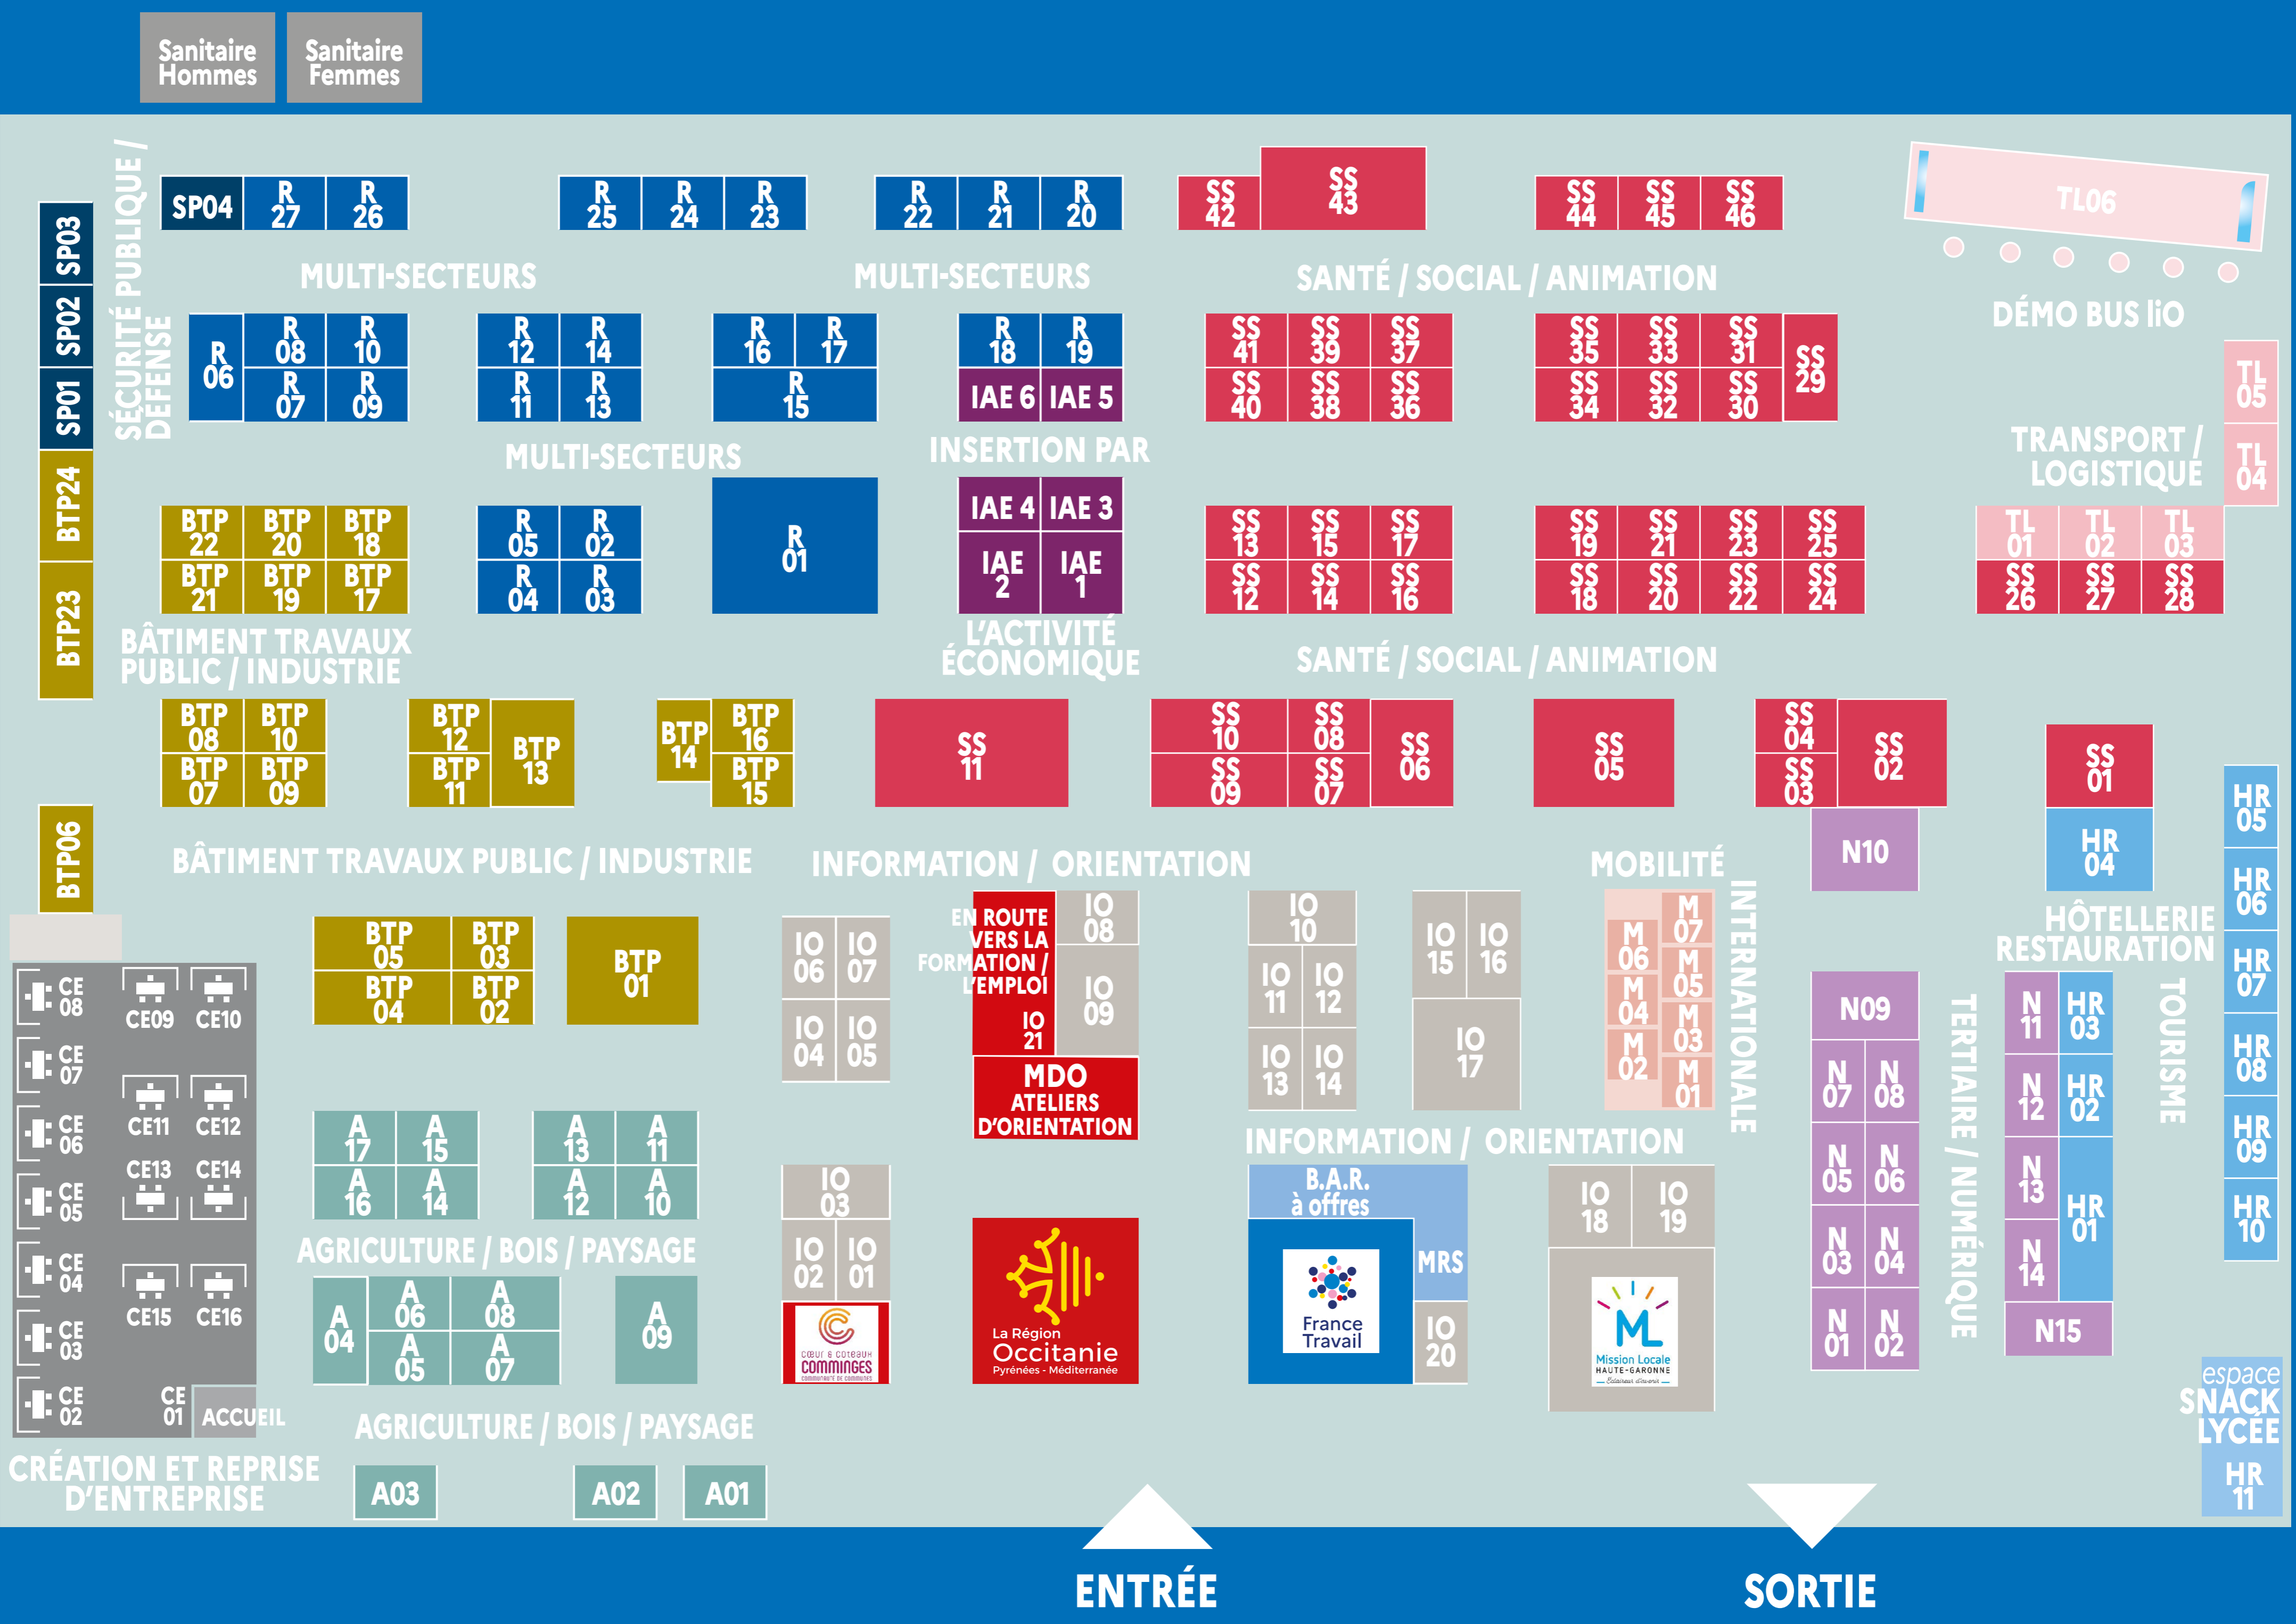 Sanitaire
Hommes
Sanitaire
Femmes
SÉCURITÉ PUBLIQUE /
DÉFENSE
SP03
SP02
SP01
BTP24
BTP23
SP04
R
27
R
26
R
25
R
24
R
23
R
22
R
21
R
20
SS
42
SS
43
SS
44
SS
45
SS
46
TL06
MULTI-SECTEURS
MULTI-SECTEURS
SANTÉ / SOCIAL / ANIMATION
DÉMO BUS liO
R
06
R
08
R
10
R
07
R
09
R
12
R
14
R
11
R
13
R
16
R
17
R
15
R
18
R
19
IAE 6
IAE 5
SS
41
SS
39
SS
37
SS
40
SS
38
SS
36
SS
35
SS
33
SS
31
SS
34
SS
32
SS
30
SS
29
TL
05
TL
04
TRANSPORT /
LOGISTIQUE
MULTI-SECTEURS
INSERTION PAR
BTP
22
BTP
20
BTP
18
BTP
21
BTP
19
BTP
17
R
05
R
02
R
04
R
03
R
01
IAE 4
IAE 3
IAE
2
IAE
1
SS
13
SS
15
SS
17
SS
12
SS
14
SS
16
SS
19
SS
21
SS
23
SS
25
SS
18
SS
20
SS
22
SS
24
TL
01
TL
02
TL
03
SS
26
SS
27
SS
28
BÂTIMENT TRAVAUX
PUBLIC / INDUSTRIE
L'ACTIVITÉ
ÉCONOMIQUE
SANTÉ / SOCIAL / ANIMATION
BTP
08
BTP
10
BTP
07
BTP
09
BTP
12
BTP
11
BTP
13
BTP
14
BTP
16
BTP
15
SS
11
SS
10
SS
08
SS
09
SS
07
SS
06
SS
05
SS
04
SS
03
SS
02
SS
01
HR
04
N10
HR
05
HR
06
HR
07
HR
08
HR
09
HR
10
BTP06
BÂTIMENT TRAVAUX PUBLIC / INDUSTRIE
INFORMATION / ORIENTATION
MOBILITÉ
INTERNATIONALE
HÔTELLERIE
RESTAURATION
TOURISME
BTP
05
BTP
03
BTP
04
BTP
02
BTP
01
IO
06
IO
07
IO
04
IO
05
EN ROUTE
VERS LA
FORMATION /
L'EMPLOI
IO
21
IO
08
IO
09
MDO
ATELIERS
D'ORIENTATION
IO
10
IO
11
IO
12
IO
13
IO
14
IO
15
IO
16
IO
17
M
07
M
06
M
05
M
04
M
03
M
02
M
01
N09
N
07
N
08
N
05
N
06
N
03
N
04
N
01
N
02
TERTIAIRE / NUMÉRIQUE
N
11
HR
03
N
12
HR
02
N
13
HR
01
N
14
N15
CE
08
CE09
CE10
CE
07
CE11
CE12
CE
06
CE13
CE14
CE
05
CE
04
CE15
CE16
CE
03
CE
02
CE
01
ACCUEIL
CRÉATION ET REPRISE
D'ENTREPRISE
A
17
A
15
A
13
A
11
A
16
A
14
A
12
A
10
AGRICULTURE / BOIS / PAYSAGE
A
04
A
06
A
08
A
05
A
07
A
09
AGRICULTURE / BOIS / PAYSAGE
A03
A02
A01
IO
03
IO
02
IO
01
CŒUR & COTEAUX
COMMINGES
COMMUNAUTÉ DE COMMUNES
La Région
Occitanie
Pyrénées - Méditerranée
INFORMATION / ORIENTATION
B.A.R.
à offres
MRS
France
Travail
IO
20
IO
18
IO
19
ML
Mission Locale
HAUTE-GARONNE
Éclaireur d'avenir
espace
SNACK
LYCÉE
HR
11
ENTRÉE
SORTIE